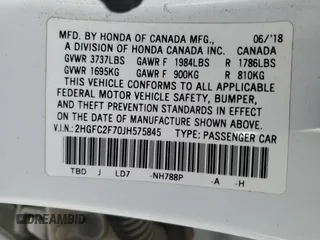 MFD. BY HONDA OF CANADA MFG., 06/'18
A DIVISION OF HONDA CANADA INC. CANADA
GVWR 3737LBS GAWR F 1984LBS R 1786LBS
GVWR 1695KG GAWR F 900KG R 810KG
THIS VEHICLE CONFORMS TO ALL APPLICABLE
FEDERAL MOTOR VEHICLE SAFETY, BUMPER,
AND THEFT PREVENTION STANDARDS IN EFFECT
ON THE DATE OF MANUFACTURE SHOWN ABOVE.
V.I.N.: 2HGFC2F70JH575845 TYPE: PASSENGER CAR
TBD J LD7 -NH788P -A -H
DREAMBID